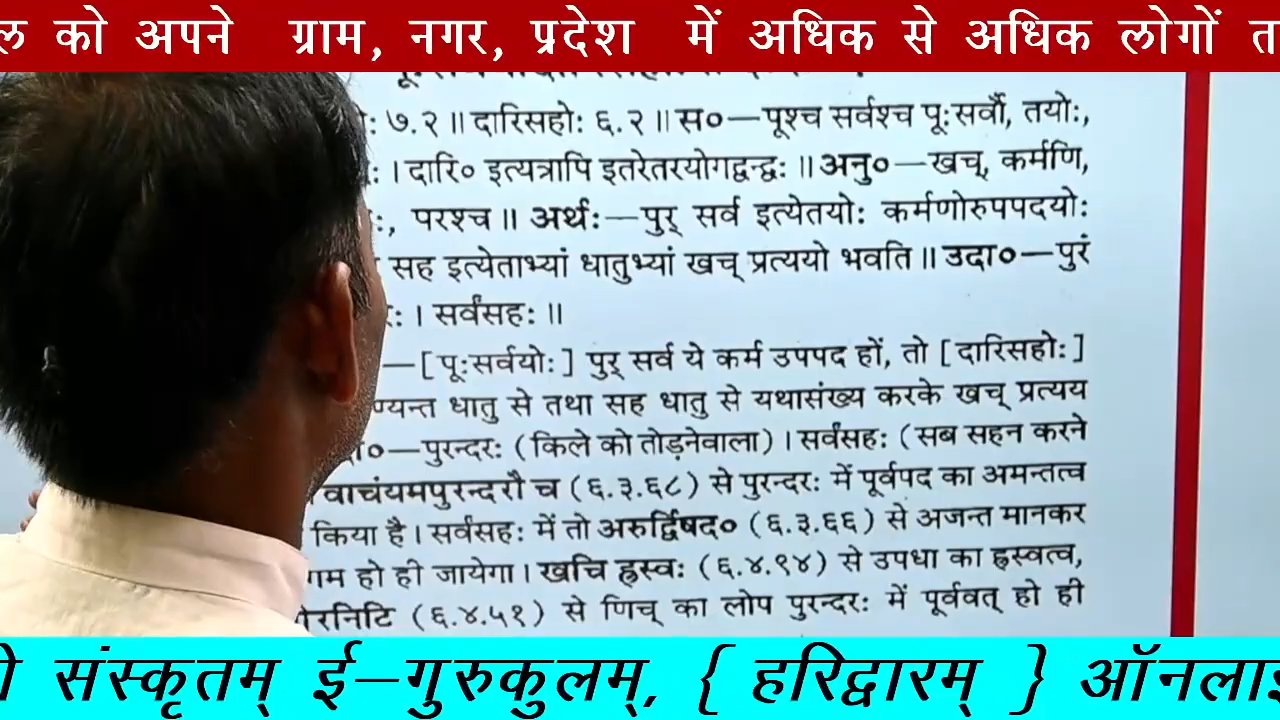 को अपने ग्राम, नगर, प्रदेश में अधिक से अधिक लोगों
७.२ ॥ दारिसहोः ६.२ ॥ स०—पूश्च सर्वश्च पूःसर्वौ, तयोः,
। दारि० इत्यत्रापि इतरेतरयोगद्वन्द्वः ॥ अनु०—खच्, कर्मणि,
परश्च ॥ अर्थः—पुर् सर्व इत्येतयोः कर्मणोरुपपदयोः
सह इत्येताभ्यां धातुभ्यां खच् प्रत्ययो भवति ॥ उदा०—पुरं
। सर्वंसहः ॥
—[पूःसर्वयोः] पुर् सर्व ये कर्म उपपद हों, तो [दारिसहोः]
ण्यन्त धातु से तथा सह धातु से यथासंख्य करके खच् प्रत्यय
०—पुरन्दरः (किले को तोड़नेवाला) । सर्वंसहः (सब सहन करने
वाचंयमपुरन्दरौ च (६.३.६८) से पुरन्दरः में पूर्वपद का अमन्तत्व
किया है । सर्वंसहः में तो अरुर्द्विषद० (६.३.६६) से अजन्त मानकर
हो ही जायेगा । खचि ह्रस्वः (६.४.९४) से उपधा का ह्रस्वत्व,
रनिटि (६.४.५१) से णिच् का लोप पुरन्दरः में पूर्ववत् हो ही
संस्कृतम् ई–गुरुकुलम्, { हरिद्वारम् }